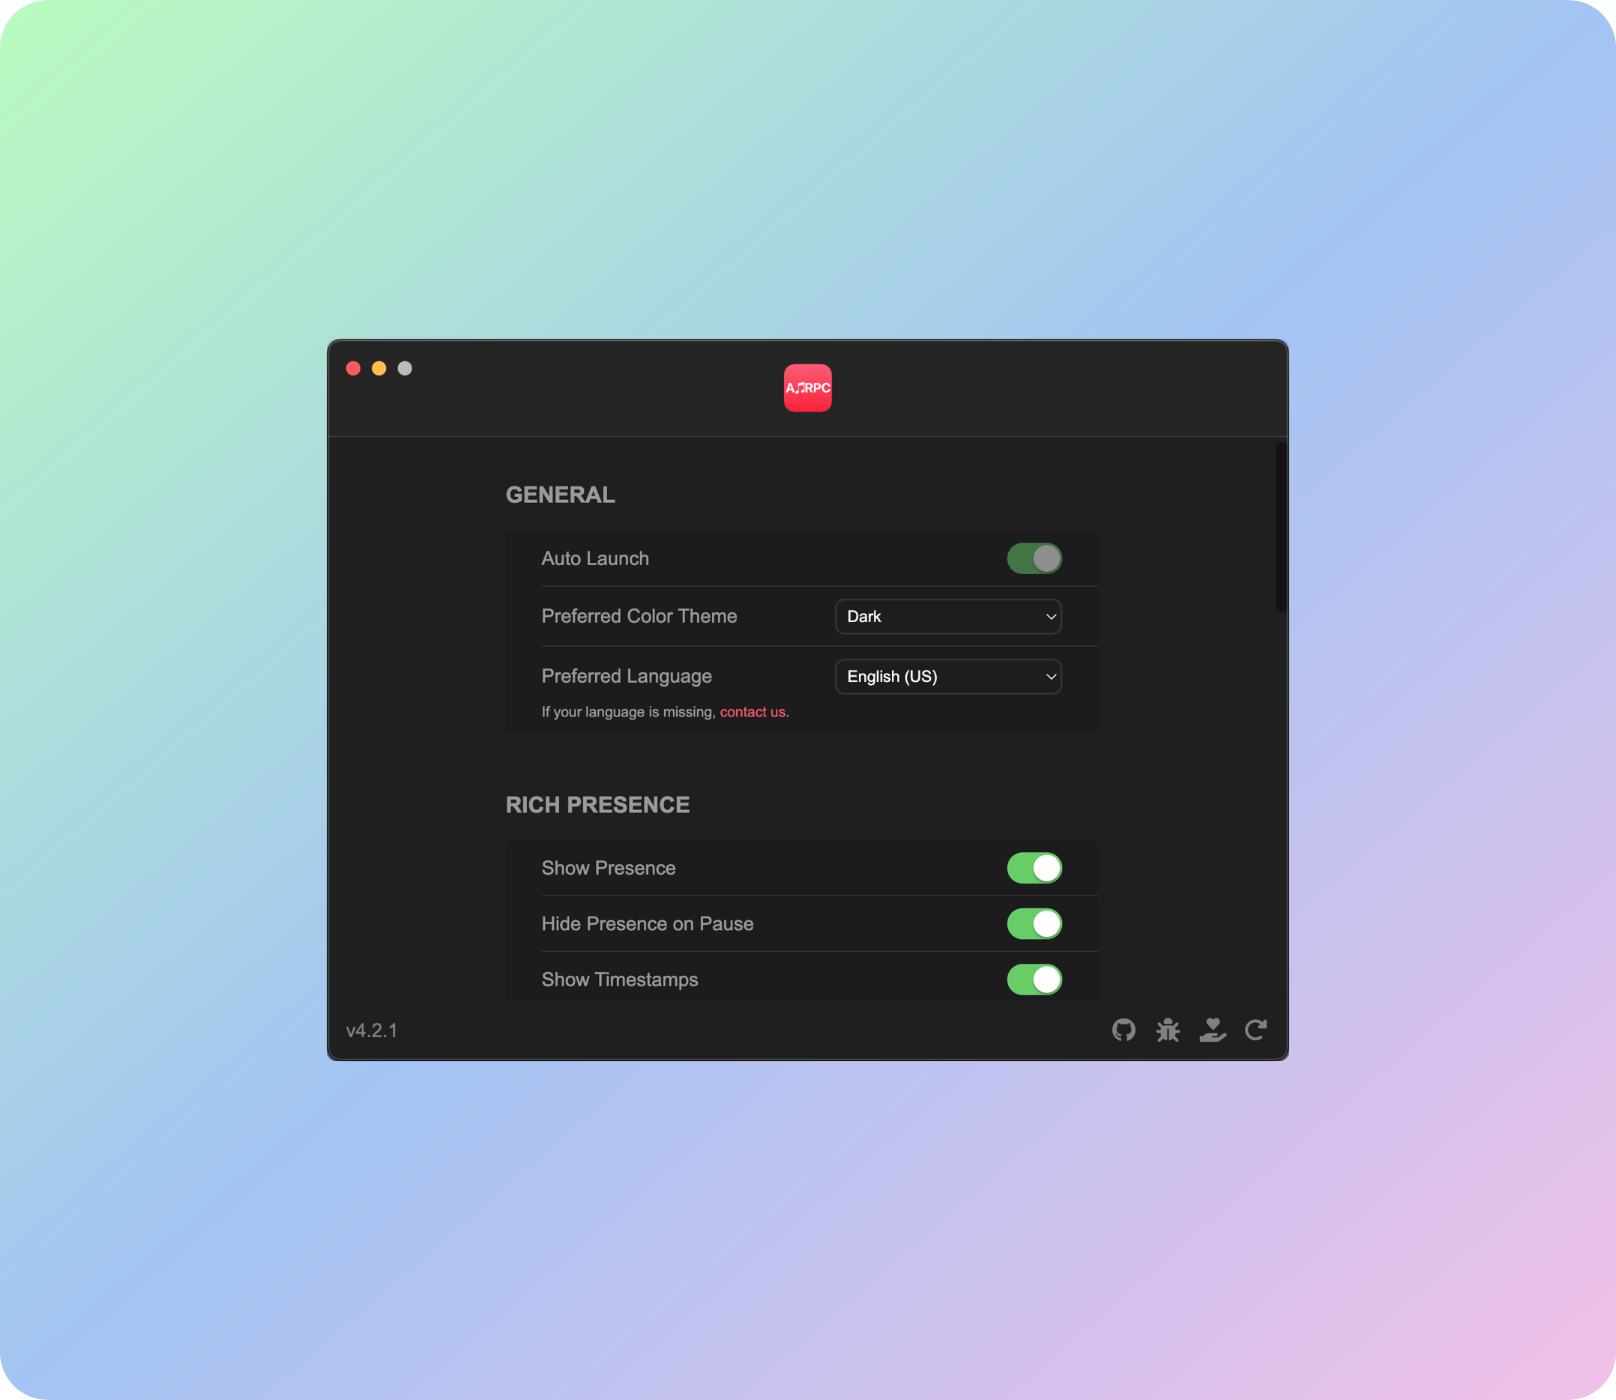 A♫RPC
GENERAL
Auto Launch
Preferred Color Theme
Dark
Preferred Language
English (US)
If your language is missing, contact us.
RICH PRESENCE
Show Presence
Hide Presence on Pause
Show Timestamps
v4.2.1